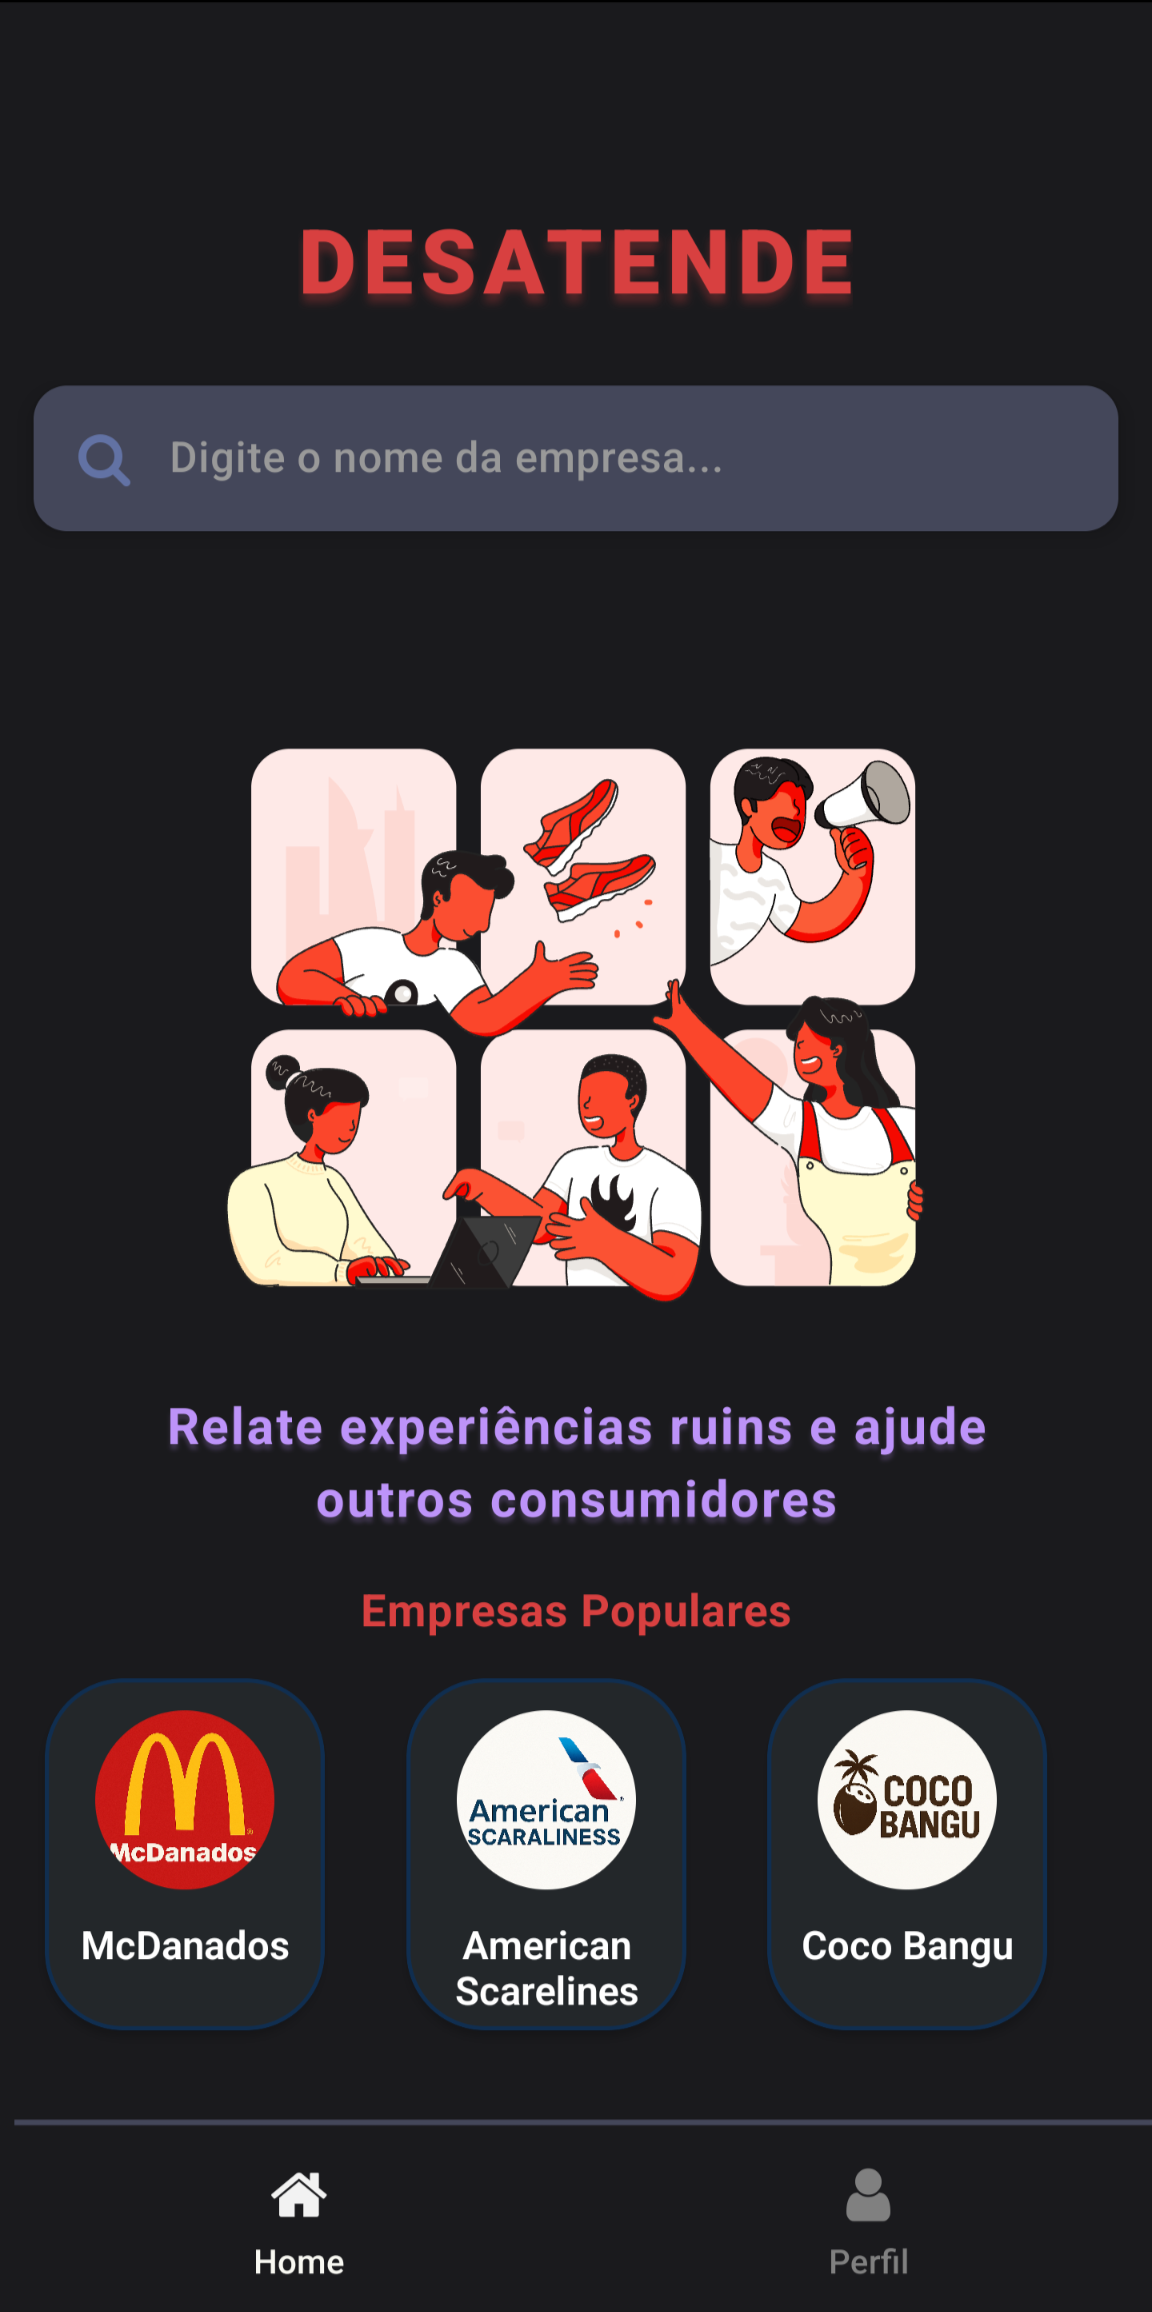 DESATENDE
Digite o nome da empresa...
Relate experiências ruins e ajude
outros consumidores
Empresas Populares
McDanados
McDanados
American
SCARALINESS
American
Scarelines
COCO
BANGU
Coco Bangu
Home
Perfil